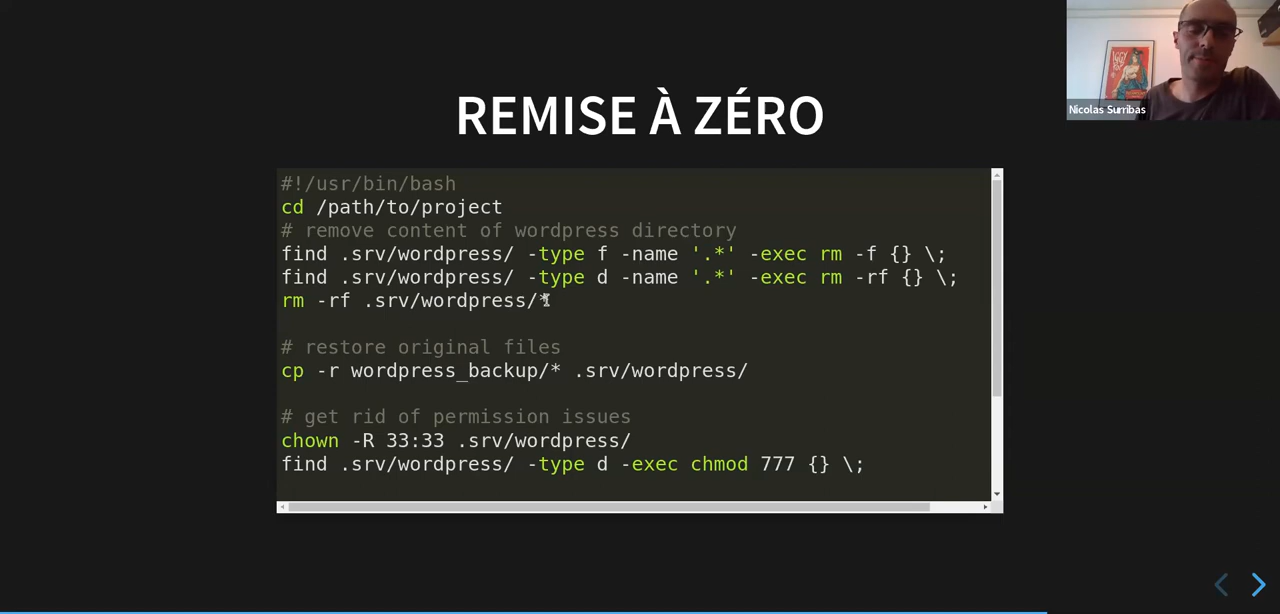 REMISE À ZÉRO
#!/usr/bin/bash
cd /path/to/project
# remove content of wordpress directory
find .srv/wordpress/ -type f -name '.*' -exec rm -f {} \;
find .srv/wordpress/ -type d -name '.*' -exec rm -rf {} \;
rm -rf .srv/wordpress/*
# restore original files
cp -r wordpress_backup/* .srv/wordpress/
# get rid of permission issues
chown -R 33:33 .srv/wordpress/
find .srv/wordpress/ -type d -exec chmod 777 {} \;
IGGY
POP
Nicolas Surribas